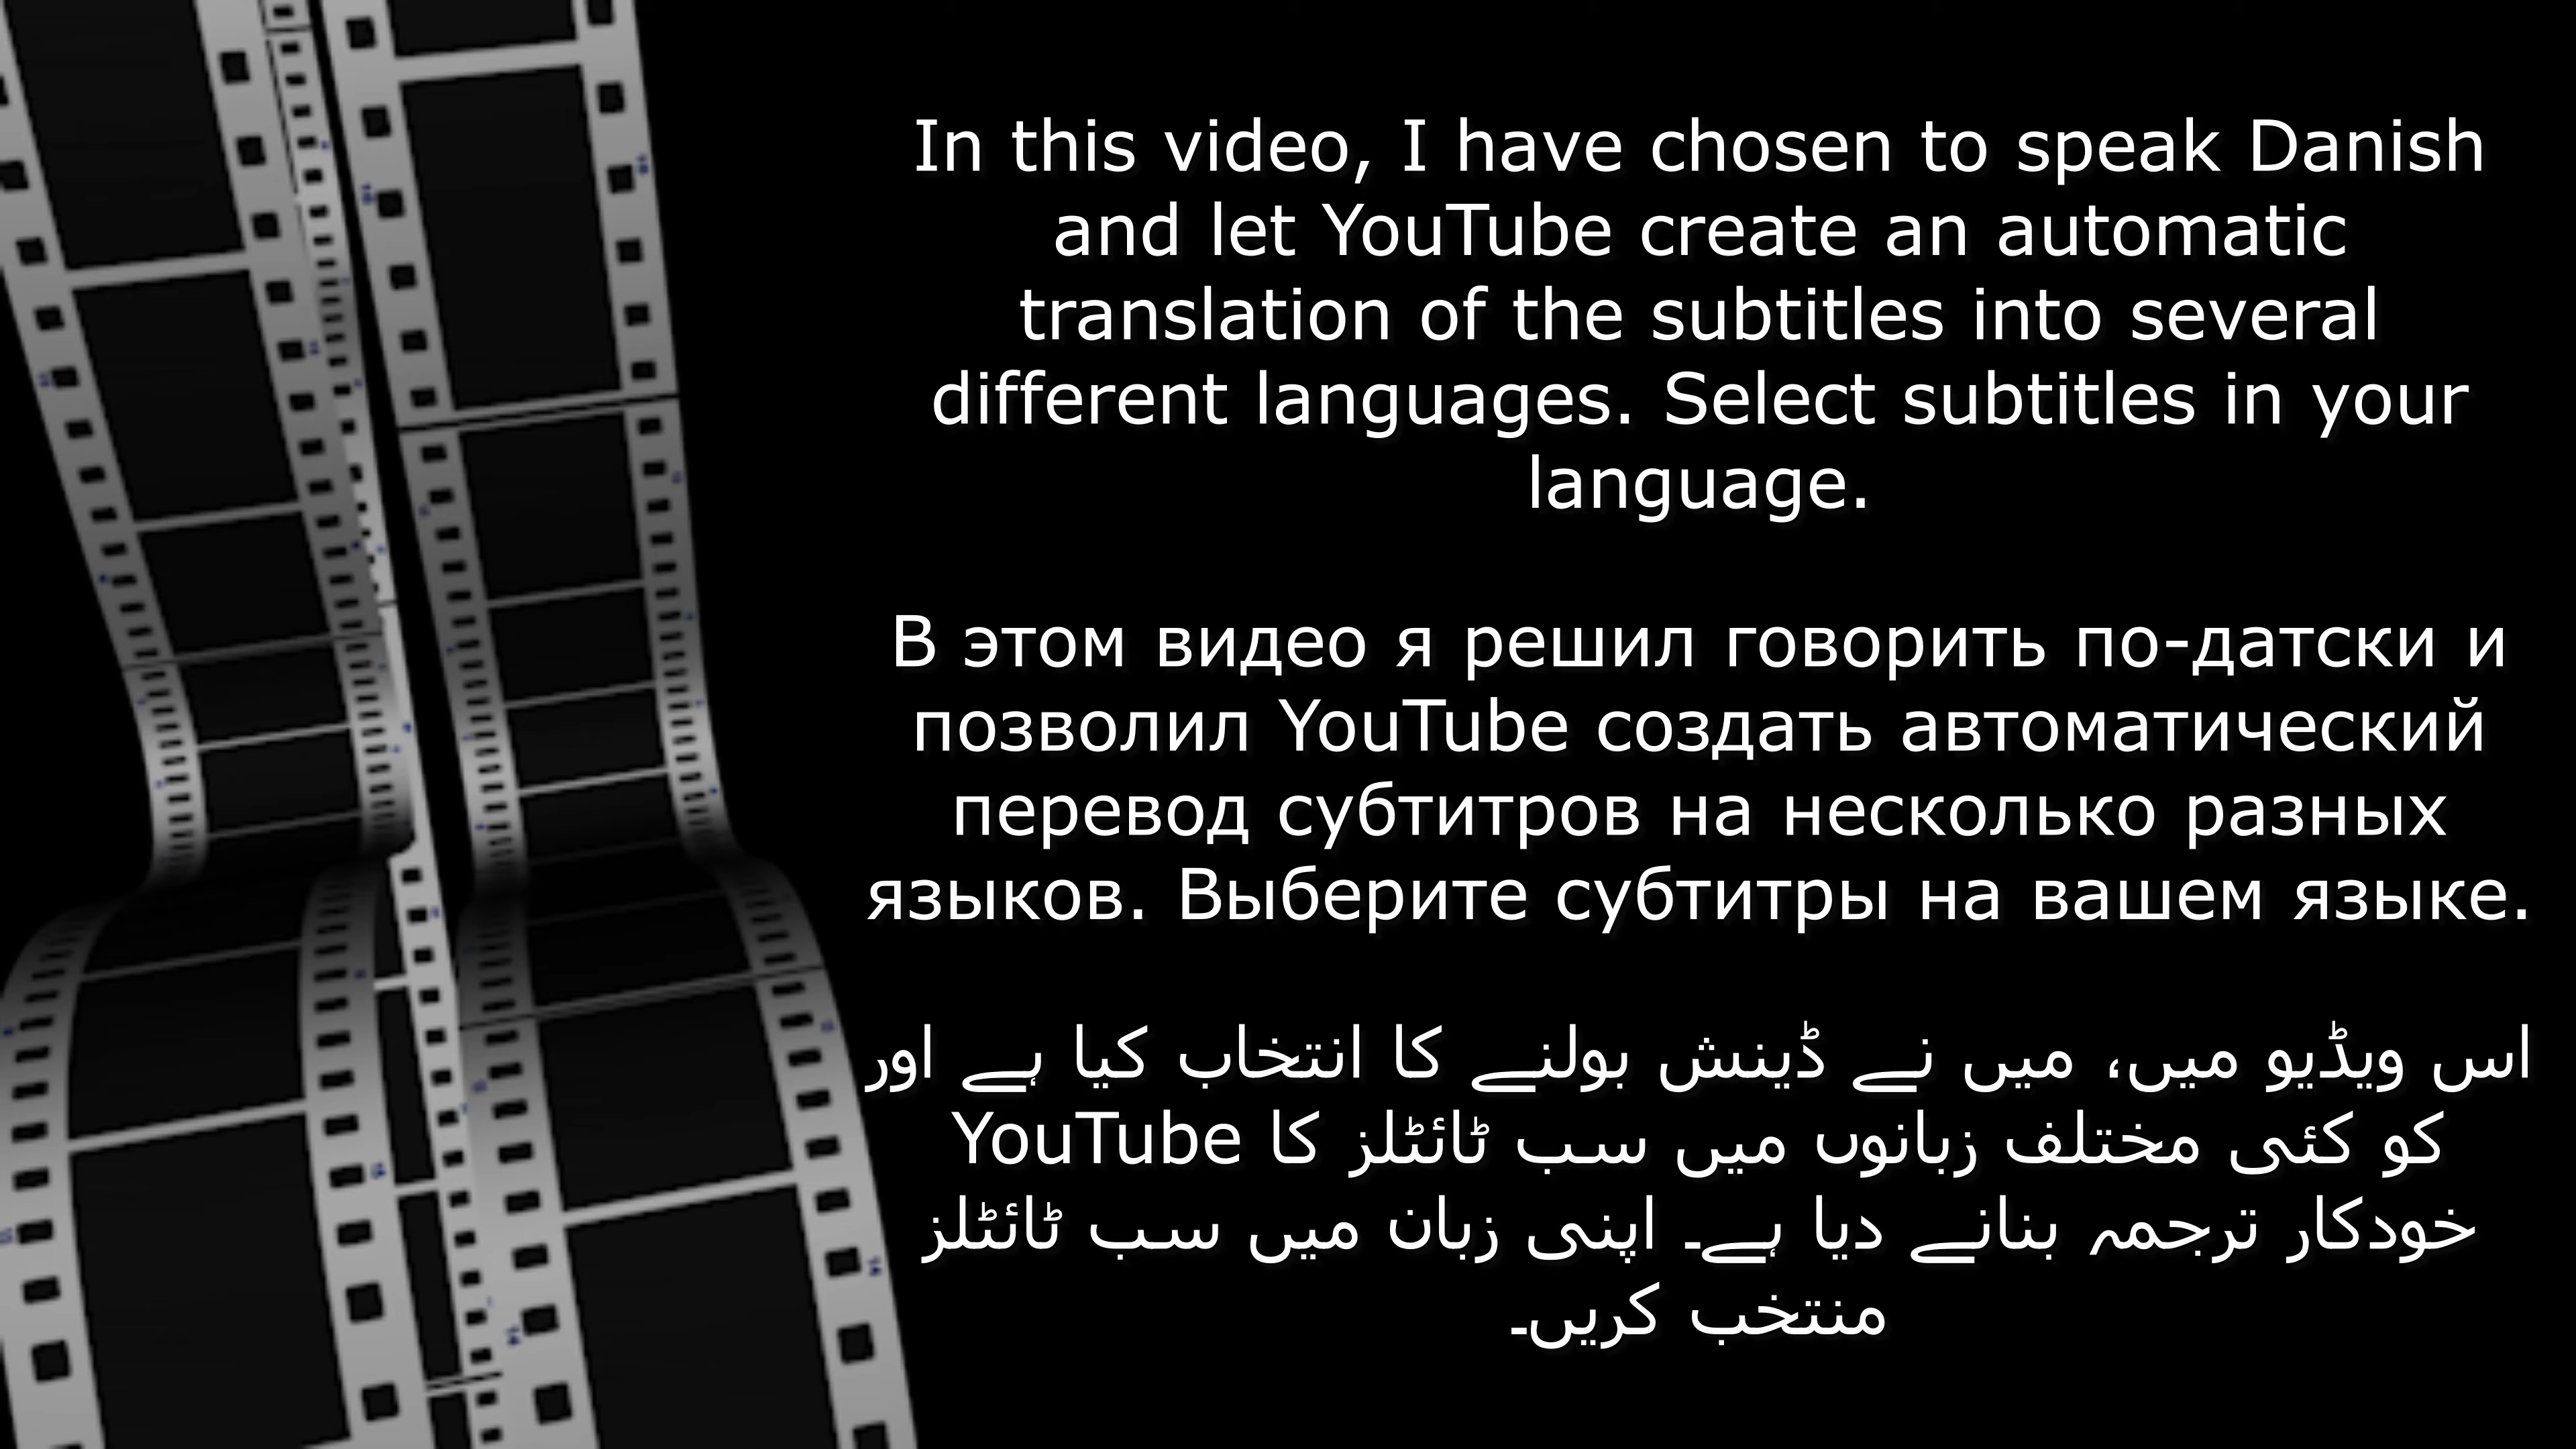 In this video, I have chosen to speak Danish
and let YouTube create an automatic
translation of the subtitles into several
different languages. Select subtitles in your
language.
В этом видео я решил говорить по-датски и
позволил YouTube создать автоматический
перевод субтитров на несколько разных
языков. Выберите субтитры на вашем языке.
اس ویڈیو میں، میں نے ڈینش بولنے کا انتخاب کیا ہے اور
کو کئی مختلف زبانوں میں سب ٹائٹلز کا YouTube
خودکار ترجمہ بنانے دیا ہے۔ اپنی زبان میں سب ٹائٹلز
منتخب کریں۔